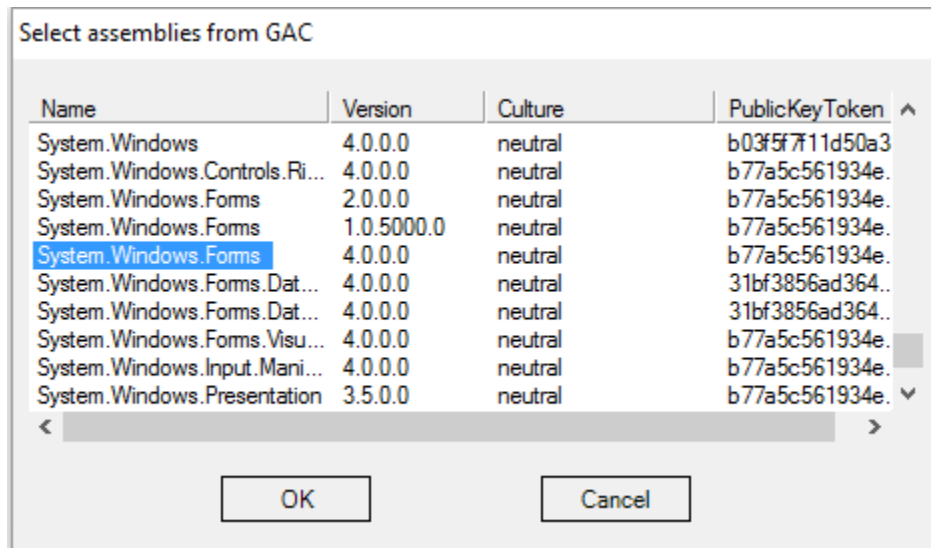 Select assemblies from GAC
Name Version Culture PublicKeyToken
System.Windows 4.0.0.0 neutral b03f5f7f11d50a3
System.Windows.Controls.Ri... 4.0.0.0 neutral b77a5c561934e.
System.Windows.Forms 2.0.0.0 neutral b77a5c561934e.
System.Windows.Forms 1.0.5000.0 neutral b77a5c561934e.
System.Windows.Forms 4.0.0.0 neutral b77a5c561934e.
System.Windows.Forms.Dat... 4.0.0.0 neutral 31bf3856ad364..
System.Windows.Forms.Dat... 4.0.0.0 neutral 31bf3856ad364..
System.Windows.Forms.Visu... 4.0.0.0 neutral b77a5c561934e.
System.Windows.Input.Mani... 4.0.0.0 neutral b77a5c561934e.
System.Windows.Presentation 3.5.0.0 neutral b77a5c561934e.
OK Cancel